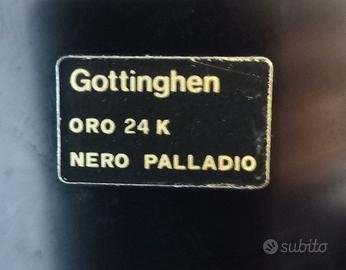 Gottinghen
ORO 24 K
NERO PALLADIO
subito